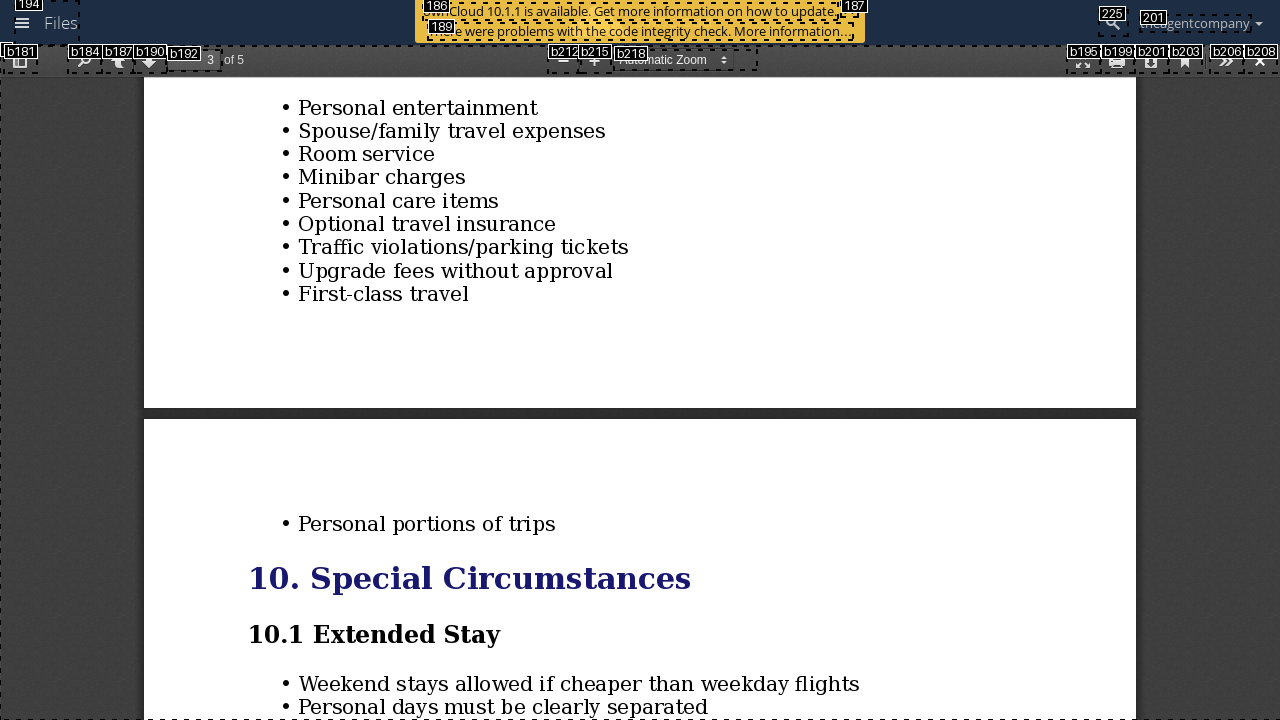 194
Files
186
ownCloud 10.1.1 is available. Get more information on how to update.
187
189
There were problems with the code integrity check. More information…
225
201
agentcompany
b181
b184
b187
b190
b192
3
of 5
b212
b215
b218
Automatic Zoom
b195
b199
b201
b203
b206
b208
• Personal entertainment
• Spouse/family travel expenses
• Room service
• Minibar charges
• Personal care items
• Optional travel insurance
• Traffic violations/parking tickets
• Upgrade fees without approval
• First-class travel
• Personal portions of trips
10. Special Circumstances
10.1 Extended Stay
• Weekend stays allowed if cheaper than weekday flights
• Personal days must be clearly separated